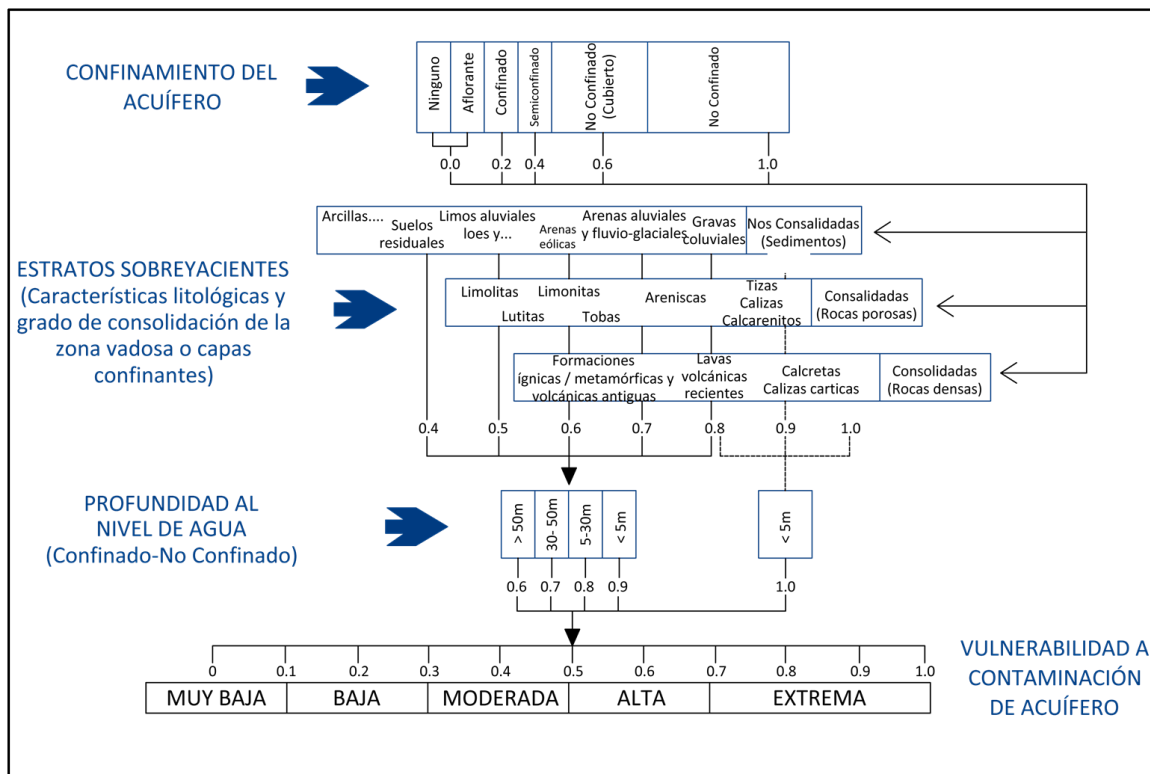 CONFINAMIENTO DEL
ACUÍFERO
Ninguno
Aflorante
Confinado
Semiconfinado
No Confinado
(Cubierto)
No Confinado
0.0
0.2
0.4
0.6
1.0
ESTRATOS SOBREYACIENTES
(Características litológicas y
grado de consolidación de la
zona vadosa o capas
confinantes)
Arcillas....
Suelos
residuales
Limos aluviales
loes y...
Arenas
eólicas
Arenas aluviales
y fluvio-glaciales
Gravas
coluviales
Nos Consalidadas
(Sedimentos)
Limolitas
Lutitas
Limonitas
Tobas
Areniscas
Tizas
Calizas
Calcarenitos
Consalidadas
(Rocas porosas)
Formaciones
ígnicas / metamórficas y
volcánicas antiguas
Lavas
volcánicas
recientes
Calcretas
Calizas carticas
Consolidadas
(Rocas densas)
0.4
0.5
0.6
0.7
0.8
0.9
1.0
PROFUNDIDAD AL
NIVEL DE AGUA
(Confinado-No Confinado)
> 50m
30- 50m
5-30m
< 5m
< 5m
0.6
0.7
0.8
0.9
1.0
0
0.1
0.2
0.3
0.4
0.5
0.6
0.7
0.8
0.9
1.0
MUY BAJA
BAJA
MODERADA
ALTA
EXTREMA
VULNERABILIDAD A
CONTAMINACIÓN
DE ACUÍFERO